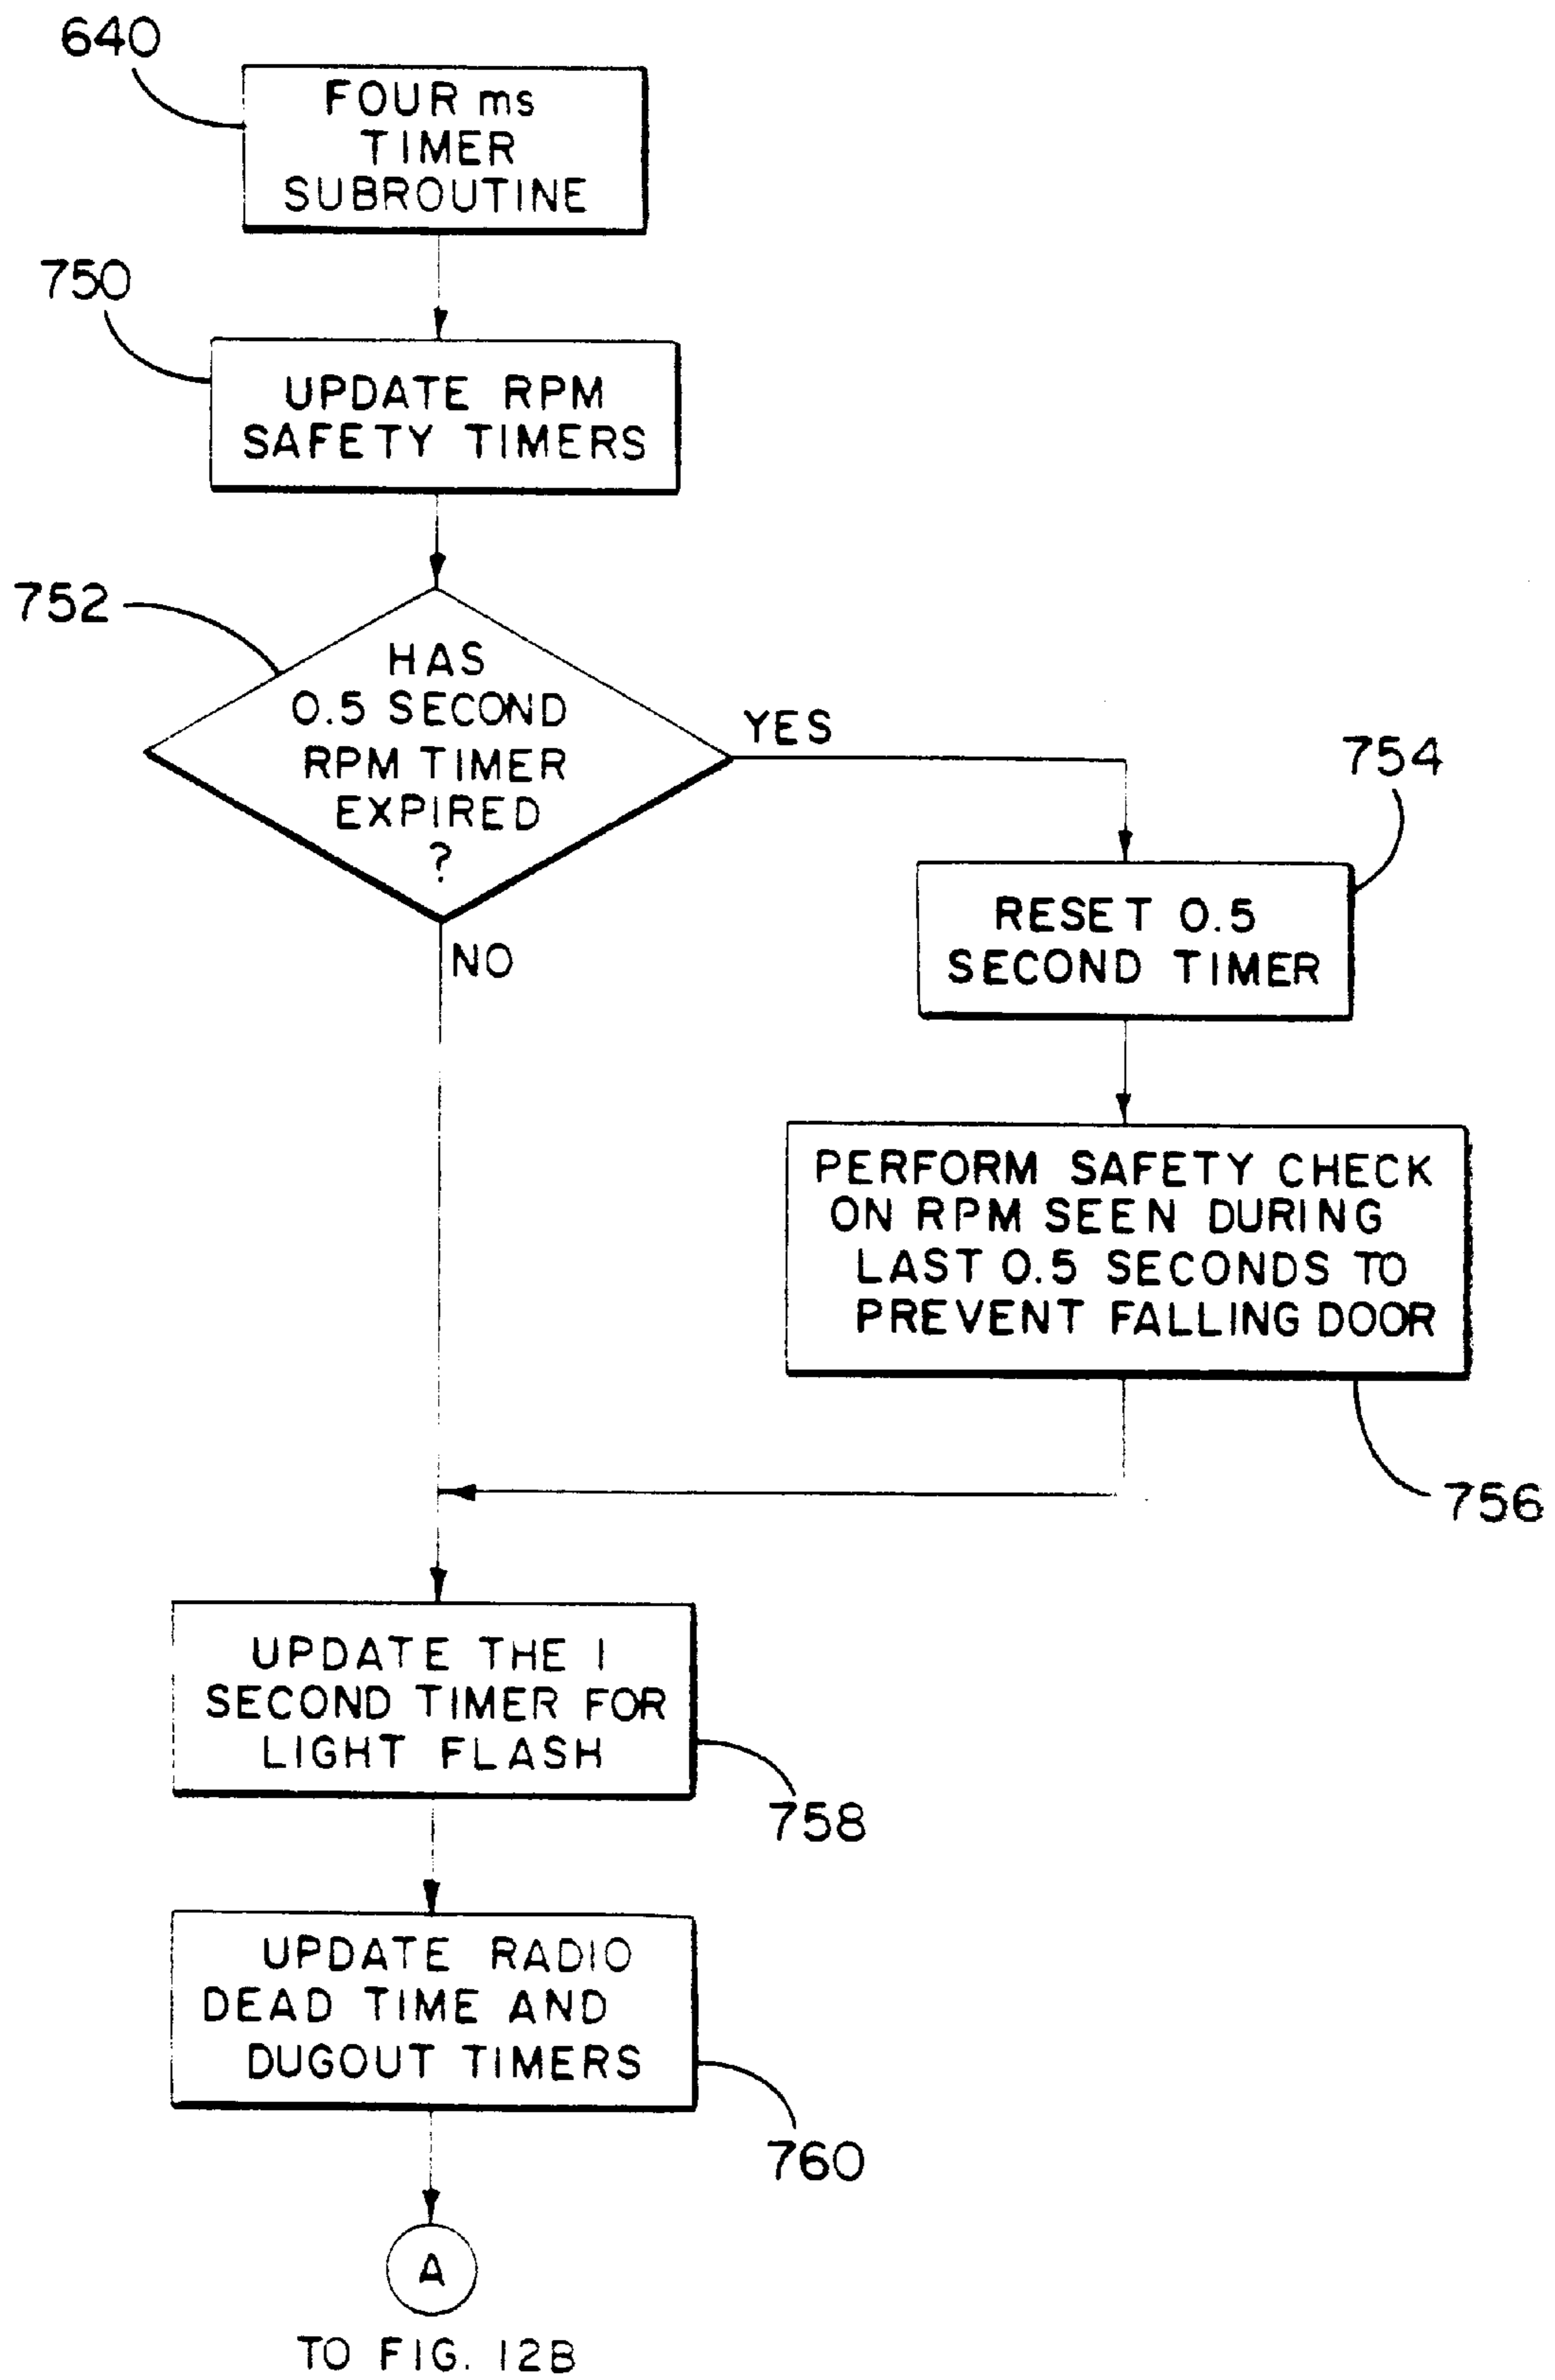 640
FOUR ms
TIMER
SUBROUTINE
750
UPDATE RPM
SAFETY TIMERS
752
HAS
0.5 SECOND
RPM TIMER
EXPIRED
?
YES
NO
754
RESET 0.5
SECOND TIMER
PERFORM SAFETY CHECK
ON RPM SEEN DURING
LAST 0.5 SECONDS TO
PREVENT FALLING DOOR
756
UPDATE THE 1
SECOND TIMER FOR
LIGHT FLASH
758
UPDATE RADIO
DEAD TIME AND
DUGOUT TIMERS
760
A
TO FIG. 12B